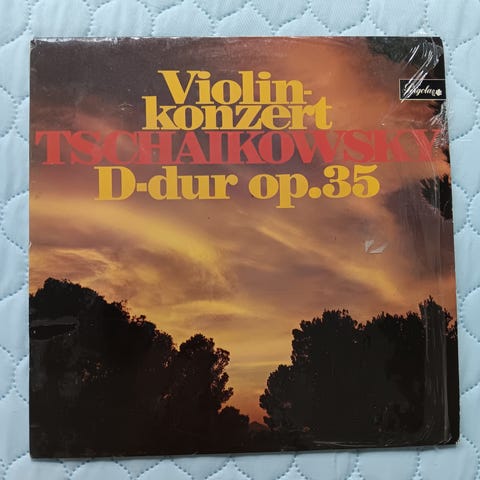 Violin-
konzert
TSCHAIKOWSKY
D-dur op.35